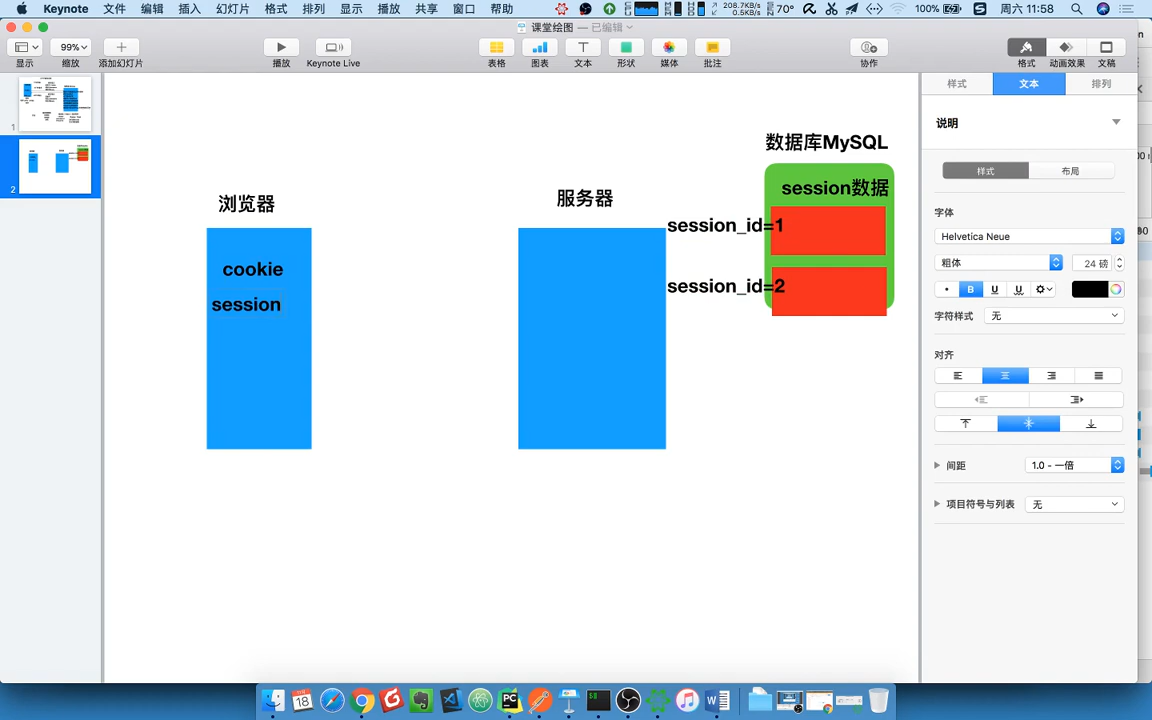 Keynote 文件 编辑 插入 幻灯片 格式 排列 显示 播放 共享 窗口 帮助 208.7KB/s 0.5KB/s 70° 100% 周六 11:58
课堂绘图 — 已编辑
99%
显示 缩放 添加幻灯片 播放 Keynote Live 表格 图表 文本 形状 媒体 批注 协作 格式 动画效果 文稿
样式 文本 排列
1
2
数据库MySQL
session数据
浏览器
服务器
session_id=1
cookie
session_id=2
session
说明
样式 布局
字体
Helvetica Neue
粗体 24 磅
B U U
字符样式 无
对齐
间距 1.0 - 一倍
项目符号与列表 无
18